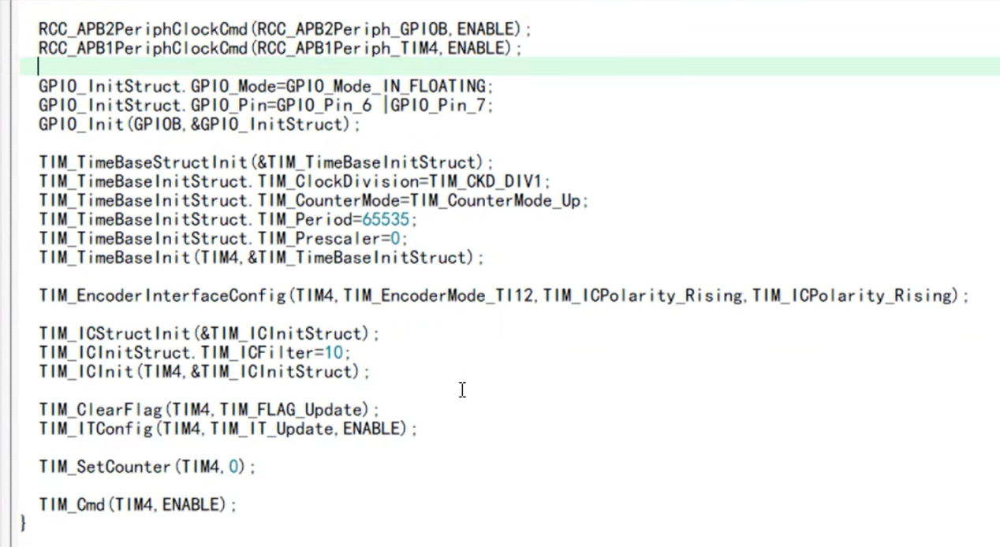 RCC_APB2PeriphClockCmd(RCC_APB2Periph_GPIOB,ENABLE);
RCC_APB1PeriphClockCmd(RCC_APB1Periph_TIM4,ENABLE);
GPIO_InitStruct.GPIO_Mode=GPIO_Mode_IN_FLOATING;
GPIO_InitStruct.GPIO_Pin=GPIO_Pin_6 |GPIO_Pin_7;
GPIO_Init(GPIOB,&GPIO_InitStruct);
TIM_TimeBaseStructInit(&TIM_TimeBaseInitStruct);
TIM_TimeBaseInitStruct.TIM_ClockDivision=TIM_CKD_DIV1;
TIM_TimeBaseInitStruct.TIM_CounterMode=TIM_CounterMode_Up;
TIM_TimeBaseInitStruct.TIM_Period=65535;
TIM_TimeBaseInitStruct.TIM_Prescaler=0;
TIM_TimeBaseInit(TIM4,&TIM_TimeBaseInitStruct);
TIM_EncoderInterfaceConfig(TIM4,TIM_EncoderMode_TI12,TIM_ICPolarity_Rising,TIM_ICPolarity_Rising);
TIM_ICStructInit(&TIM_ICInitStruct);
TIM_ICInitStruct.TIM_ICFilter=10;
TIM_ICInit(TIM4,&TIM_ICInitStruct);
TIM_ClearFlag(TIM4,TIM_FLAG_Update);
TIM_ITConfig(TIM4,TIM_IT_Update,ENABLE);
TIM_SetCounter(TIM4,0);
TIM_Cmd(TIM4,ENABLE);
}